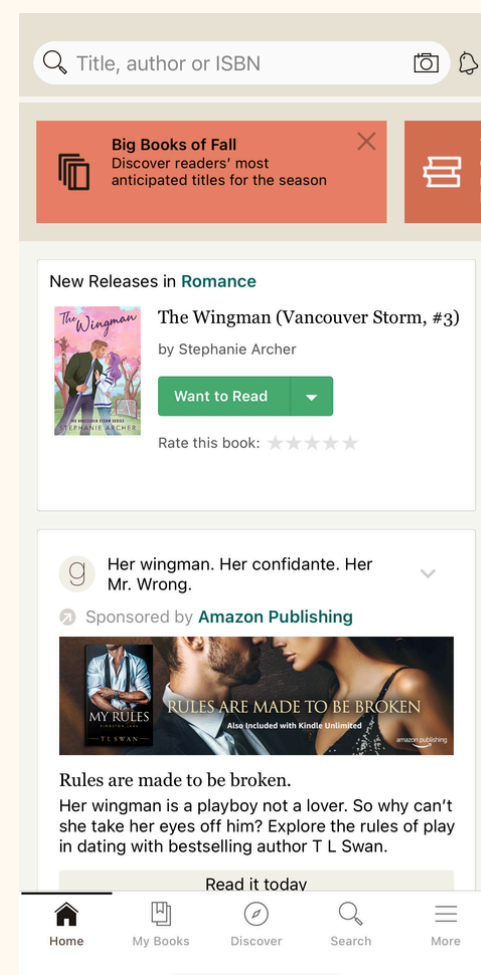 Title, author or ISBN
Big Books of Fall
Discover readers' most
anticipated titles for the season
New Releases in Romance
The Wingman
THE VANCOUVER STORM SERIES
STEPHANIE ARCHER
The Wingman (Vancouver Storm, #3)
by Stephanie Archer
Want to Read
Rate this book:
g
Her wingman. Her confidante. Her
Mr. Wrong.
Sponsored by Amazon Publishing
MY RULES
T L SWAN
RULES ARE MADE TO BE BROKEN
Also Included with Kindle Unlimited
amazon publishing
Rules are made to be broken.
Her wingman is a playboy not a lover. So why can't
she take her eyes off him? Explore the rules of play
in dating with bestselling author T L Swan.
Read it today
Home
My Books
Discover
Search
More